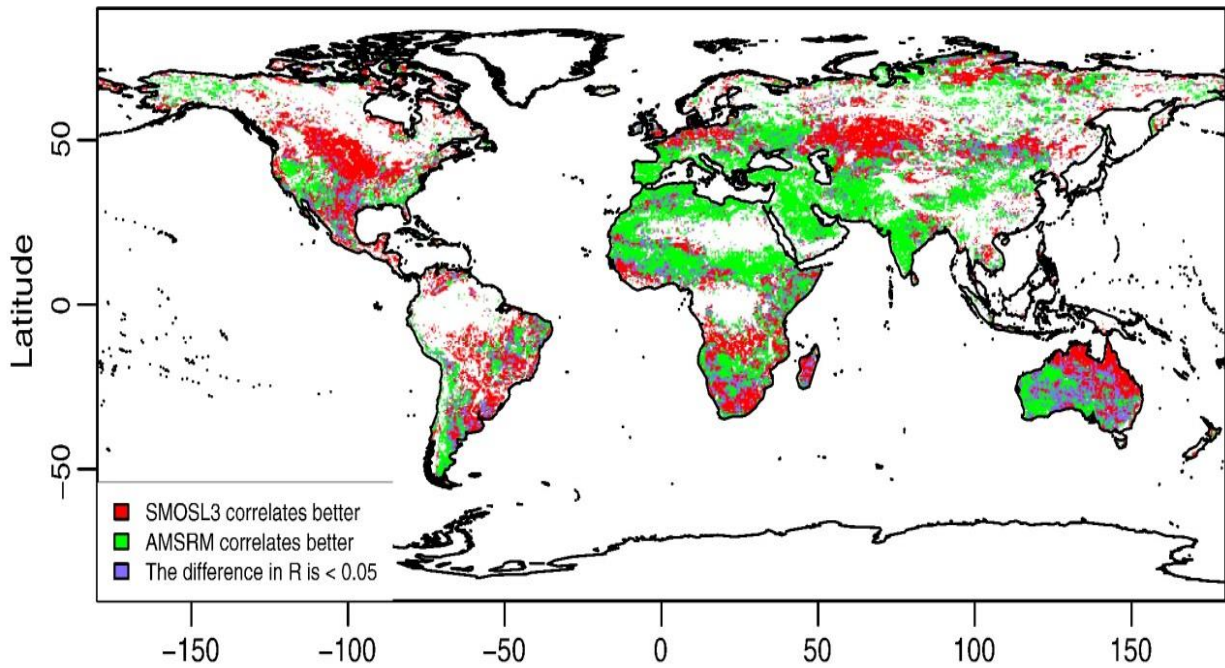 Latitude
50
0
−50
SMOSL3 correlates better
AMSRM correlates better
The difference in R is < 0.05
−150 −100 −50 0 50 100 150